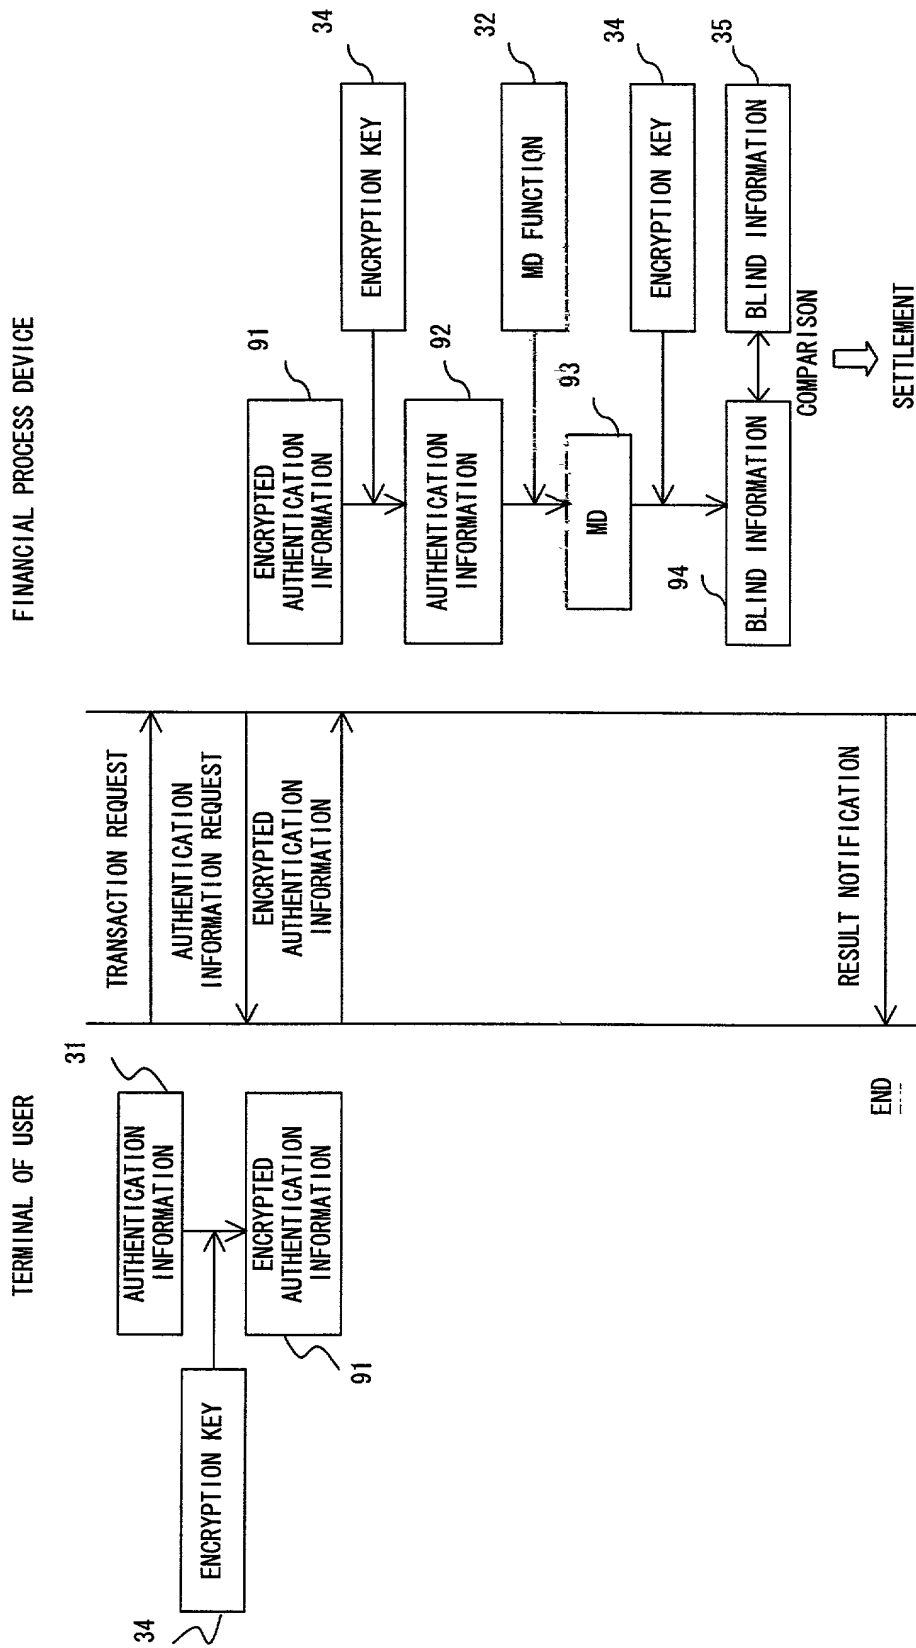 TERMINAL OF USER
FINANCIAL PROCESS DEVICE
34
ENCRYPTION KEY
31
AUTHENTICATION
INFORMATION
ENCRYPTED
AUTHENTICATION
INFORMATION
91
TRANSACTION REQUEST
AUTHENTICATION
INFORMATION REQUEST
ENCRYPTED
AUTHENTICATION
INFORMATION
91
ENCRYPTED
AUTHENTICATION
INFORMATION
34
ENCRYPTION KEY
92
AUTHENTICATION
INFORMATION
32
MD FUNCTION
93
MD
34
ENCRYPTION KEY
94
BLIND INFORMATION
35
BLIND INFORMATION
COMPARISON
SETTLEMENT
RESULT NOTIFICATION
END